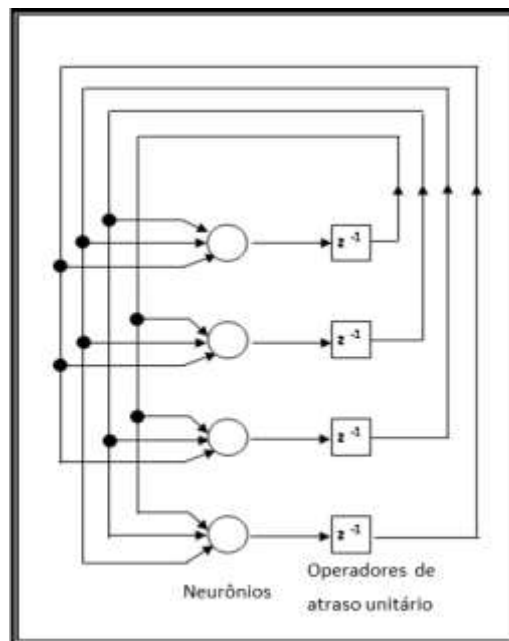 z -1
z -1
z -1
z -1
Neurônios
Operadores de
atraso unitário